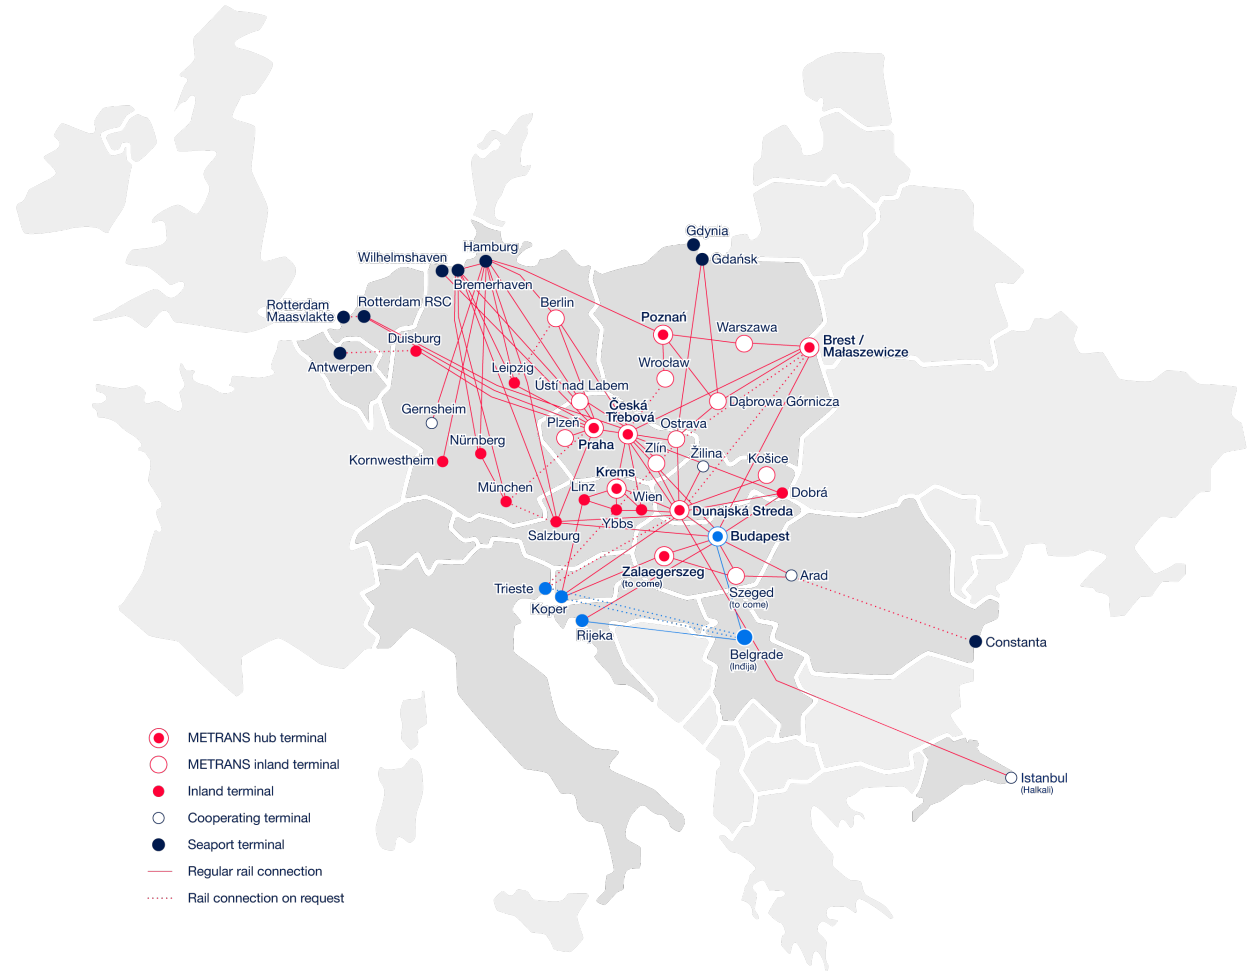 Gdynia
Gdańsk
Hamburg
Wilhelmshaven
Bremerhaven
Rotterdam
Maasvlakte
Rotterdam RSC
Berlin
Poznań
Warszawa
Brest /
Małaszewicze
Duisburg
Antwerpen
Leipzig
Wrocław
Ústí nad Labem
Dąbrowa Górnicza
Gernsheim
Česká
Třebová
Plzeň
Praha
Ostrava
Nürnberg
Kornwestheim
Zlín
Žilina
Košice
Krems
München
Linz
Wien
Dobrá
Dunajská Streda
Ybbs
Salzburg
Budapest
Zalaegerszeg
(to come)
Arad
Szeged
(to come)
Trieste
Koper
Rijeka
Belgrade
(Inđija)
Constanta
Istanbul
(Halkali)
METRANS hub terminal
METRANS inland terminal
Inland terminal
Cooperating terminal
Seaport terminal
Regular rail connection
Rail connection on request